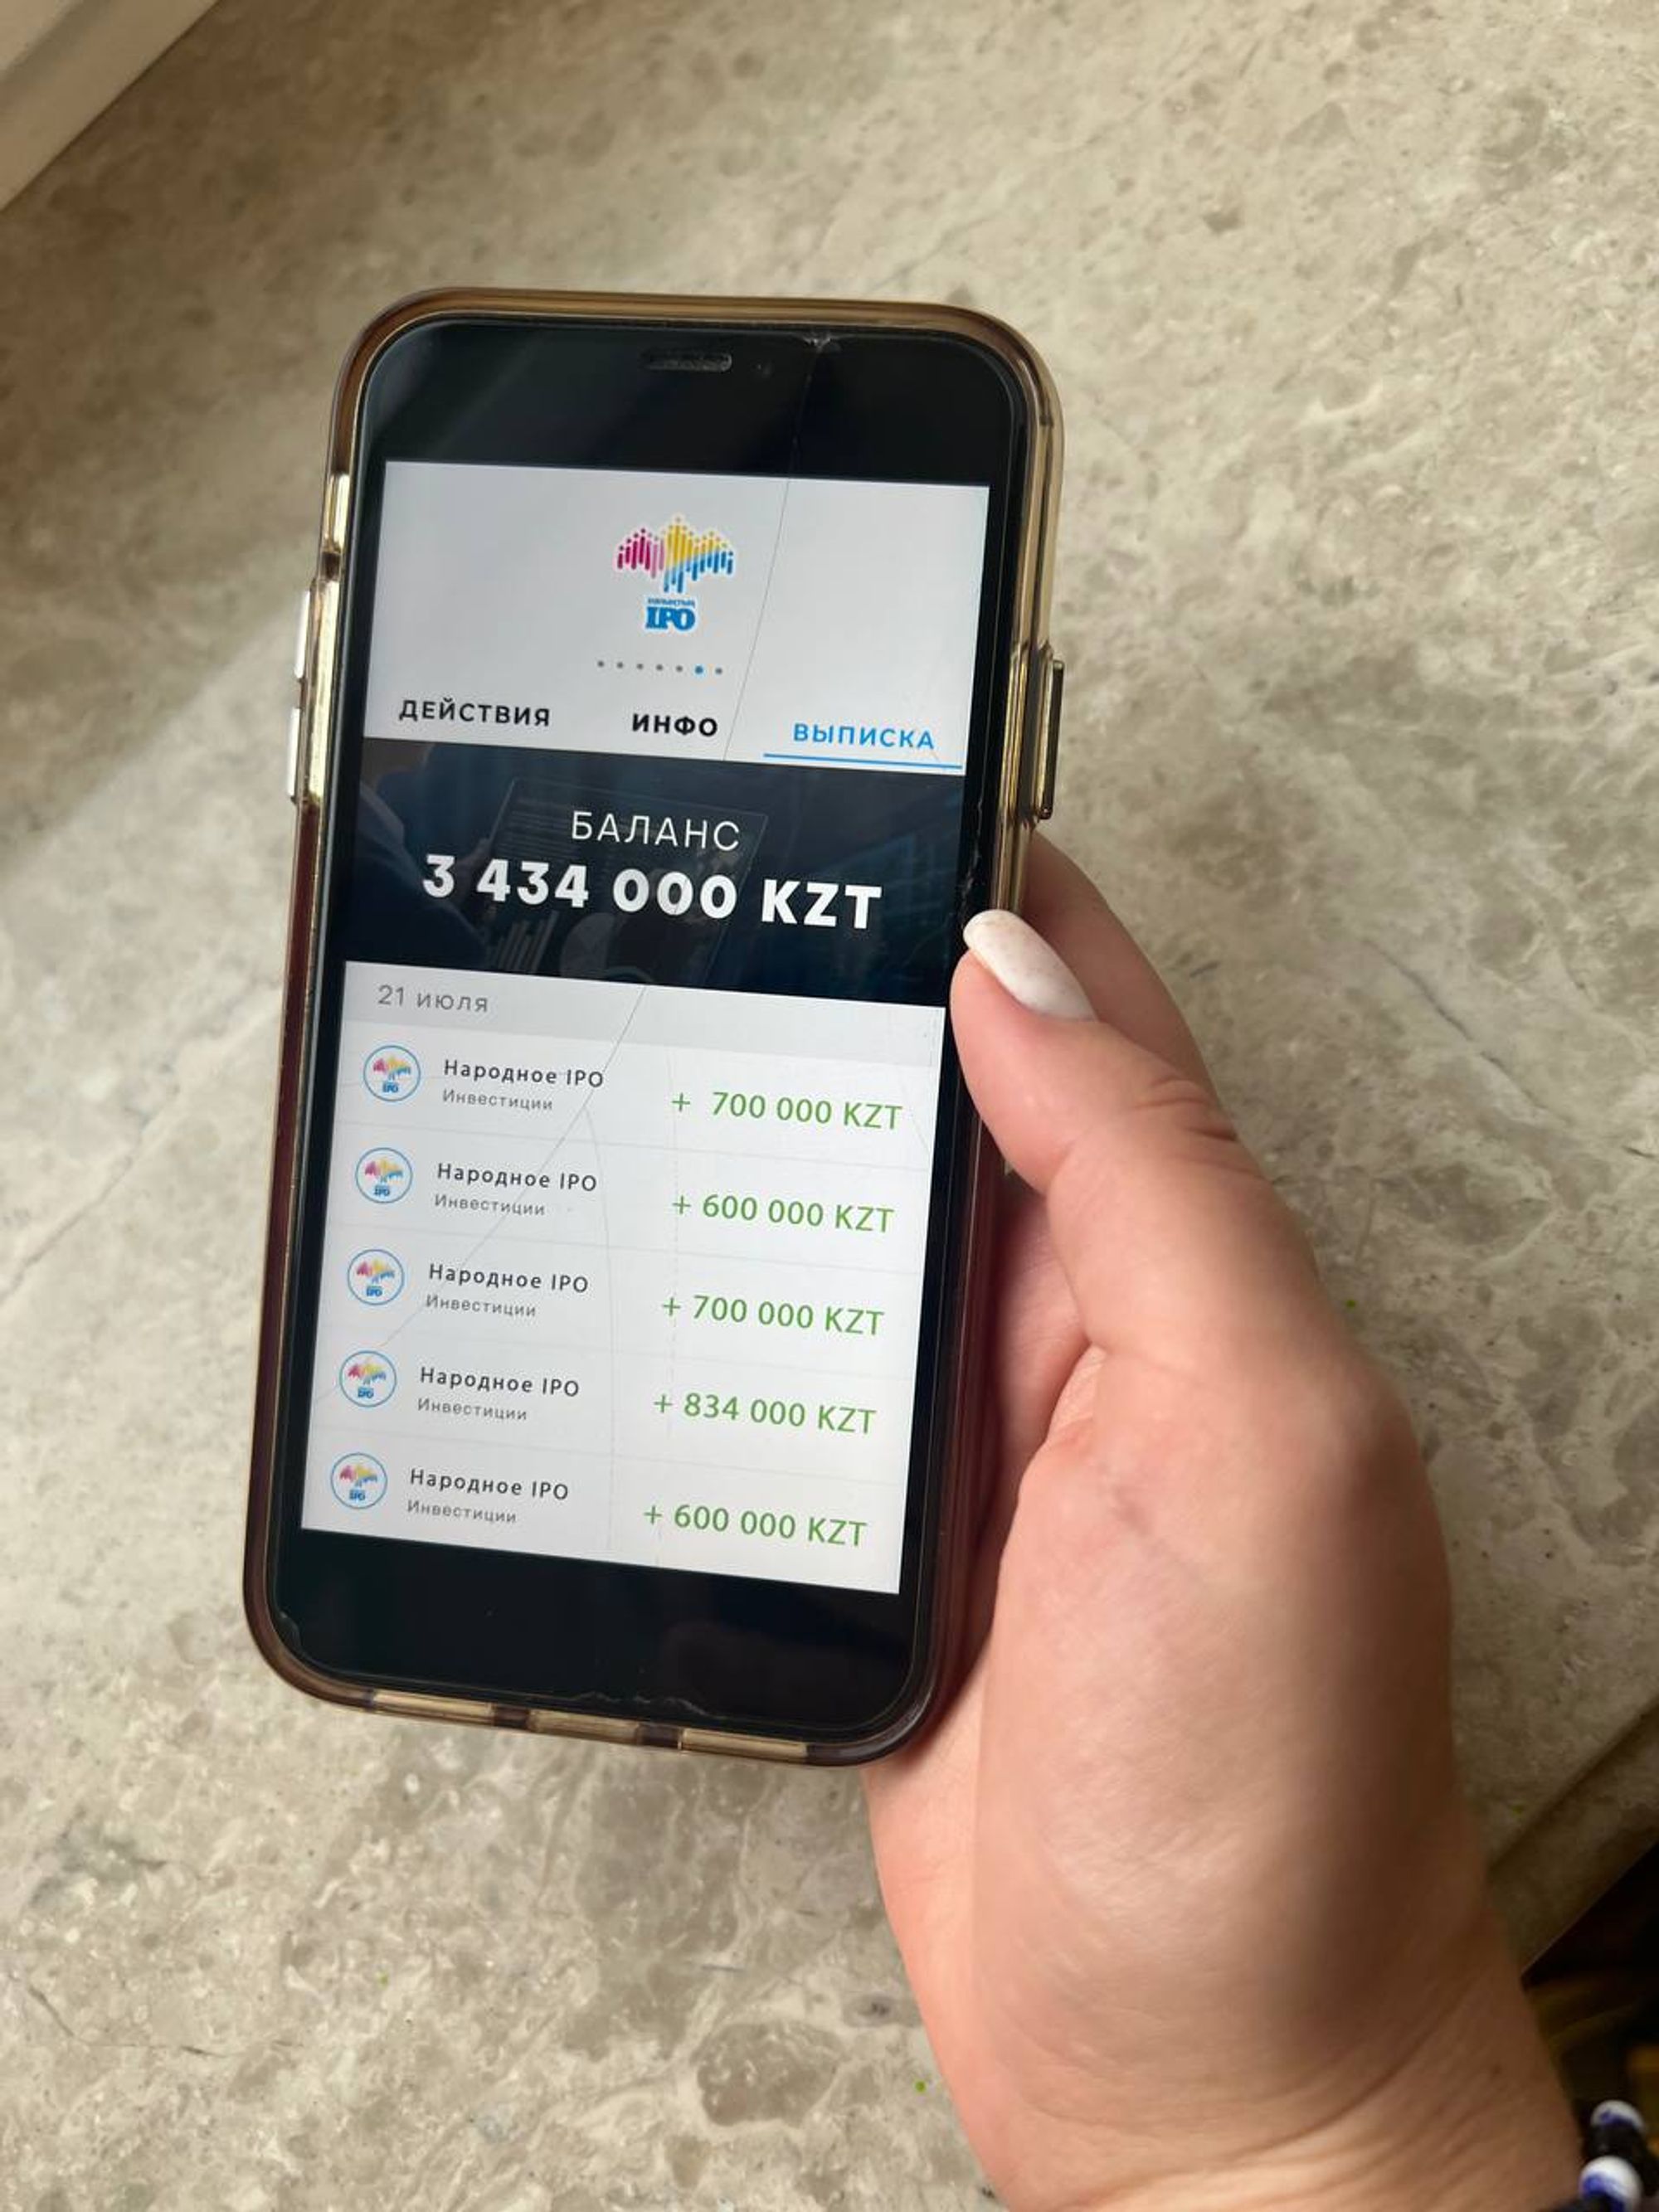 IPO
ДЕЙСТВИЯ ИНФО ВЫПИСКА
БАЛАНС
3 434 000 KZT
21 июля
Народное IPO
Инвестиции
+ 700 000 KZT
Народное IPO
Инвестиции
+ 600 000 KZT
Народное IPO
Инвестиции
+ 700 000 KZT
Народное IPO
Инвестиции
+ 834 000 KZT
Народное IPO
Инвестиции
+ 600 000 KZT